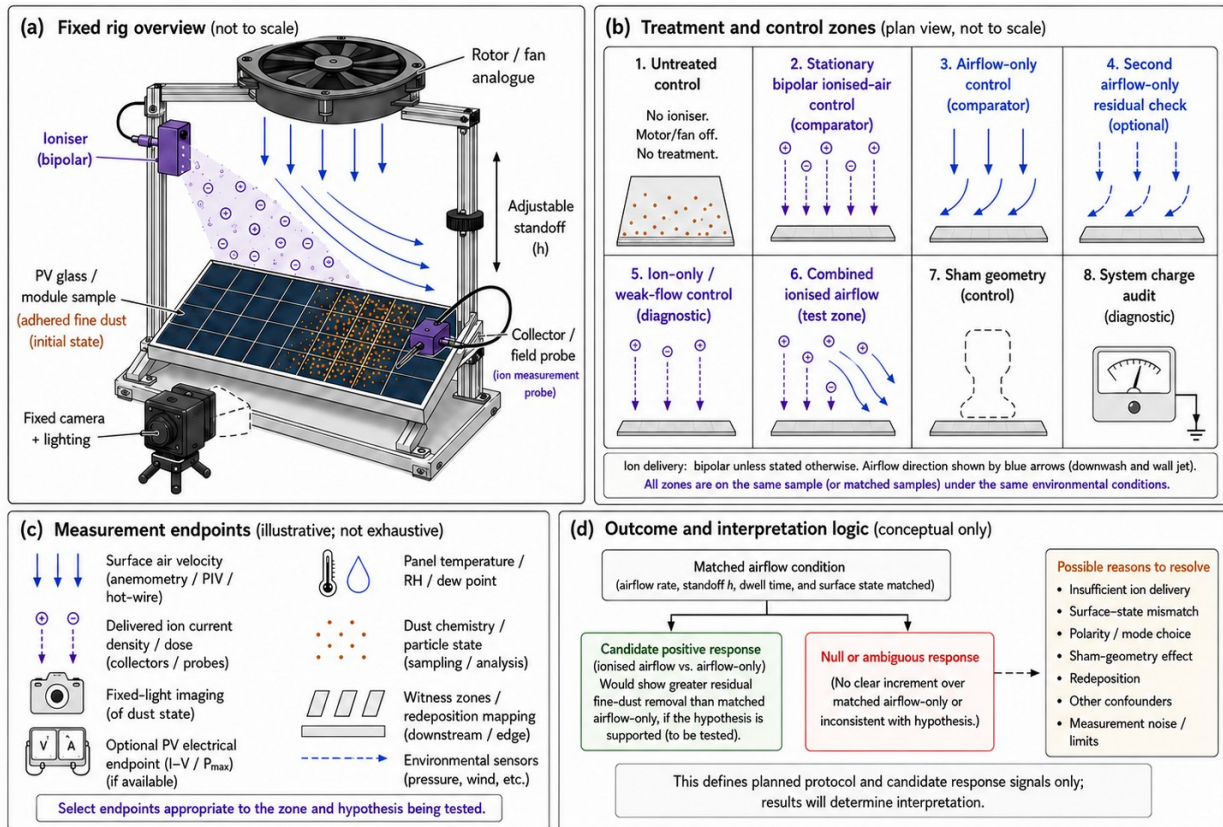 (a) Fixed rig overview (not to scale)
Rotor / fan
analogue
Ioniser
(bipolar)
Adjustable
standoff
(h)
PV glass /
module sample
(adhered fine dust
(initial state)
Collector /
field probe
(ion measurement
probe)
Fixed camera
+ lighting
(b) Treatment and control zones (plan view, not to scale)
1. Untreated
control
No ioniser.
Motor/fan off.
No treatment.
2. Stationary
bipolar ionised-air
control
(comparator)
3. Airflow-only
control
(comparator)
4. Second
airflow-only
residual check
(optional)
5. Ion-only /
weak-flow control
(diagnostic)
6. Combined
ionised airflow
(test zone)
7. Sham geometry
(control)
8. System charge
audit
(diagnostic)
Ion delivery: bipolar unless stated otherwise. Airflow direction shown by blue arrows (downwash and wall jet).
All zones are on the same sample (or matched samples) under the same environmental conditions.
(c) Measurement endpoints (illustrative; not exhaustive)
Surface air velocity
(anemometry / PIV /
hot-wire)
Delivered ion current
density / dose
(collectors / probes)
Fixed-light imaging
(of dust state)
V A
Optional PV electrical
endpoint (I–V / Pmax)
(if available)
Panel temperature /
RH / dew point
Dust chemistry /
particle state
(sampling / analysis)
Witness zones /
redeposition mapping
(downstream / edge)
Environmental sensors
(pressure, wind, etc.)
Select endpoints appropriate to the zone and hypothesis being tested.
(d) Outcome and interpretation logic (conceptual only)
Matched airflow condition
(airflow rate, standoff h, dwell time, and surface state matched)
Candidate positive response
(ionised airflow vs. airflow-only)
Would show greater residual
fine-dust removal than matched
airflow-only, if the hypothesis is
supported (to be tested).
Null or ambiguous response
(No clear increment over
matched airflow-only or
inconsistent with hypothesis.)
Possible reasons to resolve
• Insufficient ion delivery
• Surface–state mismatch
• Polarity / mode choice
• Sham-geometry effect
• Redeposition
• Other confounders
• Measurement noise /
limits
This defines planned protocol and candidate response signals only;
results will determine interpretation.